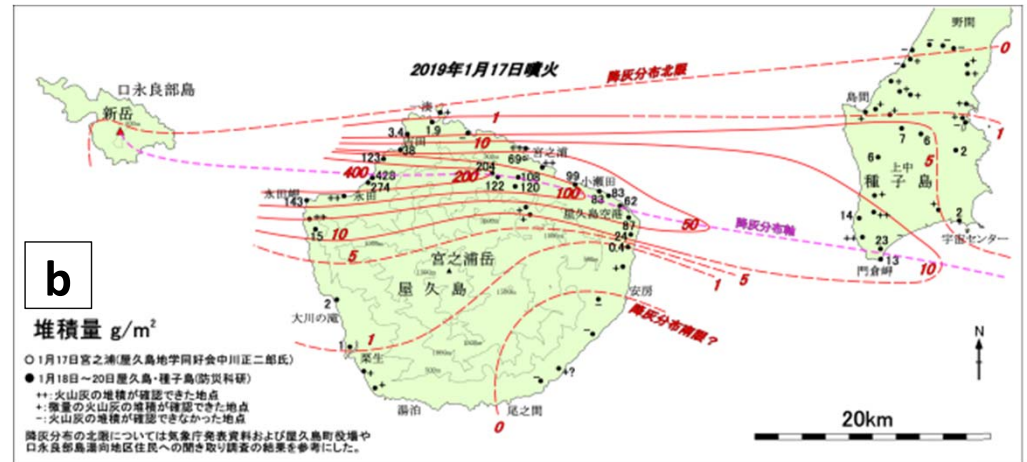 2019年1月17日噴火
降灰分布北限
0
野間
口永良部島
新岳
島間
湊
1
1
吉田
3.4
1.9
10
38
宮之浦
69
123
400
428
274
204
200
108
122
120
99
小瀬田
100
83
83
62
屋久島空港
87
24
0.4
50
降灰分布軸
永田岬
143
永田
15
10
5
7
6
5
2
6
上中
種子島
14
23
13
門倉岬
2
宇宙センター
10
宮之浦岳
屋久島
1
5
安房
降灰分布南限?
2
大川の滝
1
1
栗生
湯泊
尾之間
0
+?
b
堆積量 g/m²
○ 1月17日宮之浦(屋久島地学同好会中川正二郎氏)
● 1月18日～20日屋久島・種子島(防災科研)
++:火山灰の堆積が確認できた地点
+:微量の火山灰の堆積が確認できた地点
-:火山灰の堆積が確認できなかった地点
降灰分布の北限については気象庁発表資料および屋久島町役場や
口永良部島湯向地区住民への聞き取り調査の結果を参考にした。
N
20km